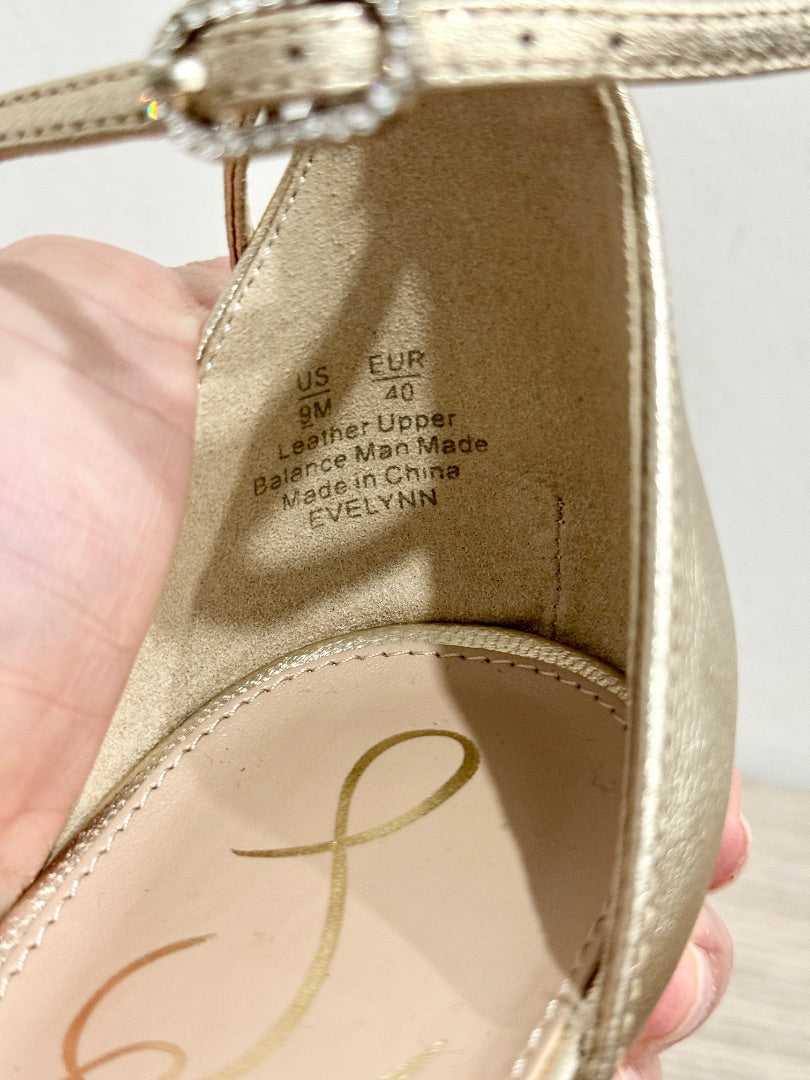 US EUR
9M 40
Leather Upper
Balance Man Made
Made in China
EVELYNN